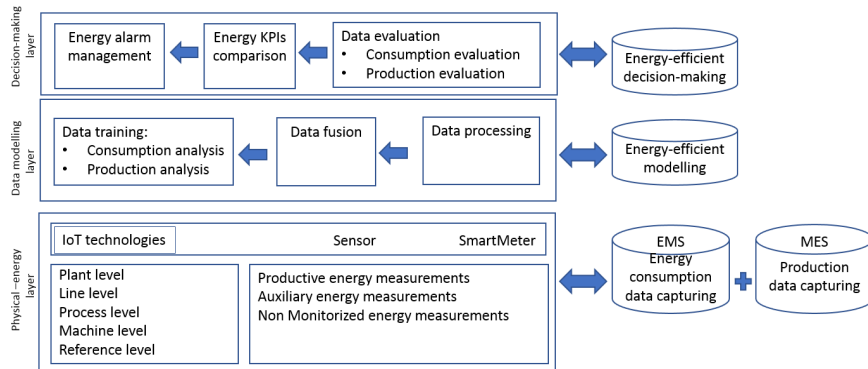 Decision-making
layer
Energy alarm
management
Energy KPIs
comparison
Data evaluation
• Consumption evaluation
• Production evaluation
Energy-efficient
decision-making
Data modelling
layer
Data training:
• Consumption analysis
• Production analysis
Data fusion
Data processing
Energy-efficient
modelling
Physical –energy
layer
IoT technologies
Sensor
SmartMeter
Plant level
Line level
Process level
Machine level
Reference level
Productive energy measurements
Auxiliary energy measurements
Non Monitorized energy measurements
EMS
Energy
consumption
data capturing
MES
Production
data capturing